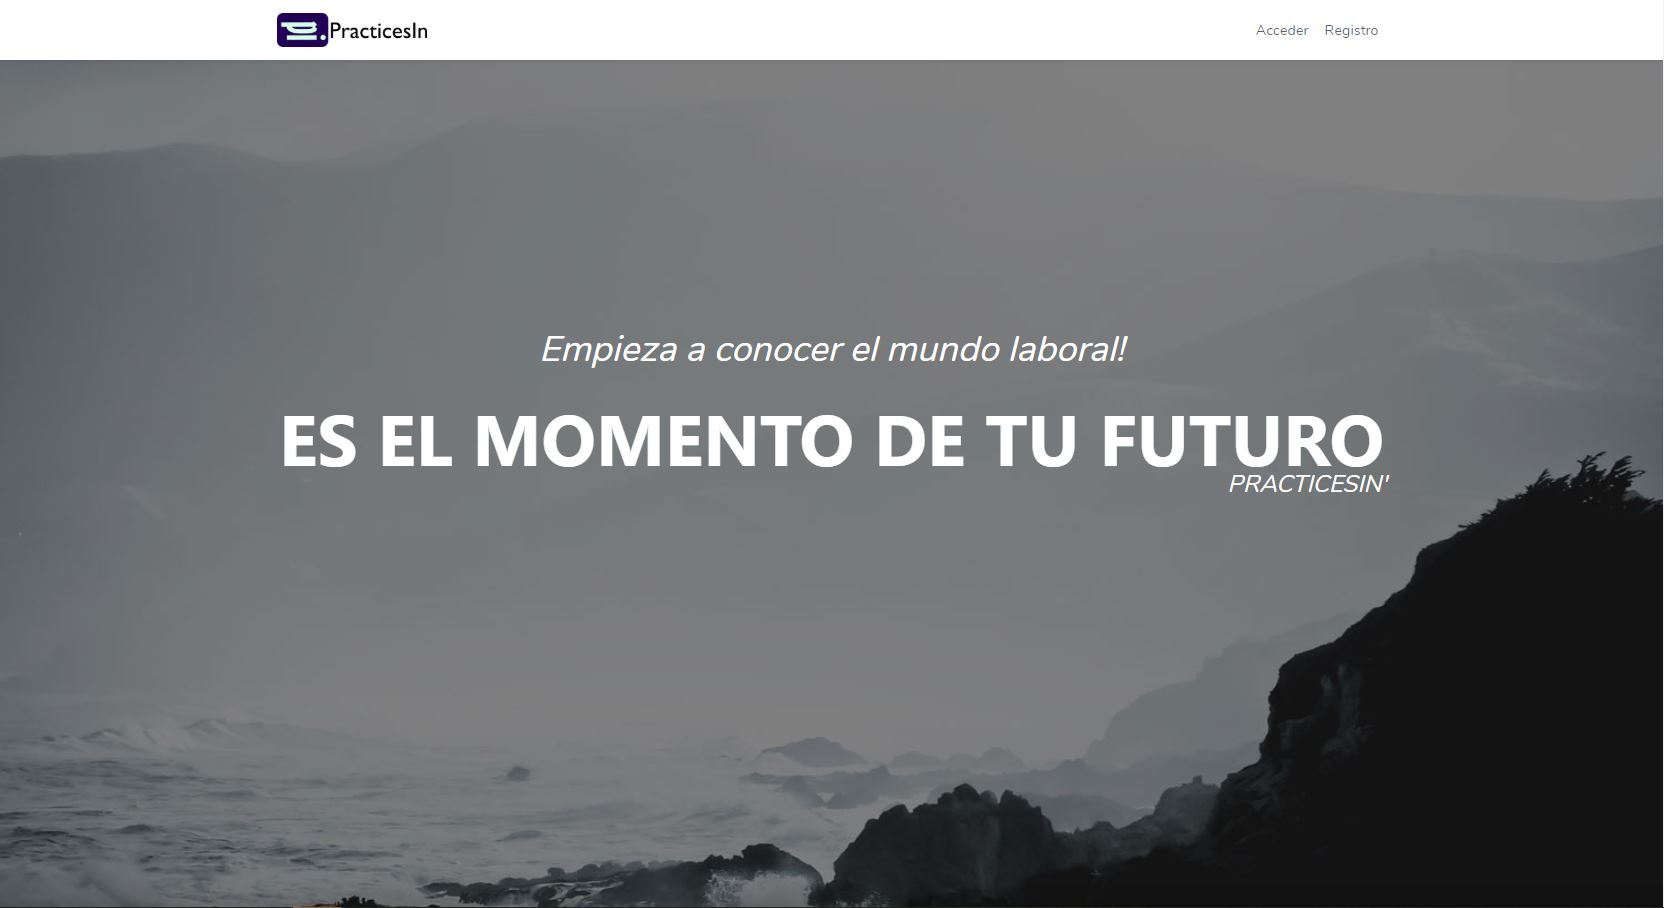 PracticesIn
Acceder Registro
Empieza a conocer el mundo laboral!
ES EL MOMENTO DE TU FUTURO
PRACTICESIN'